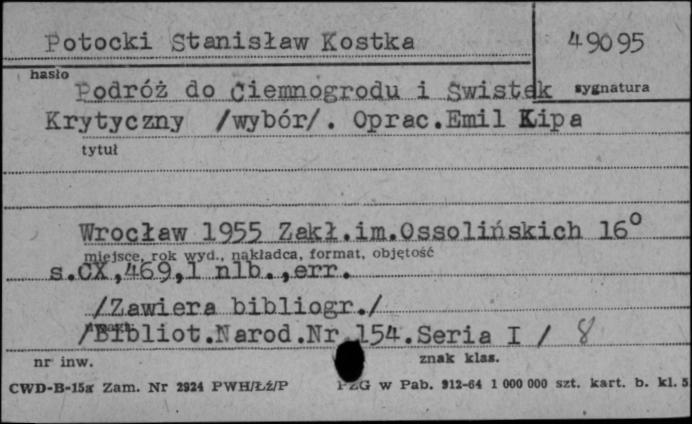 Potocki Stanisław Kostka
49095
hasło
sygnatura
Podróż do Ciemnogrodu i Swistek
Krytyczny /wybór/. Oprac.Emil Kipa
tytuł
Wrocław 1955 Zakł.im.Ossolińskich 16°
miejsce, rok wyd., nakładca, format, objętość
s.CX,469,1 nlb.,err.
/Zawiera bibliogr./
/Bibliot.Narod.Nr 154.Seria I / 8
nr inw.
znak klas.
CWD-B-15a Zam. Nr 2924 PWH/Łź/P
PZG w Pab. 912-64 1 000 000 szt. kart. b. kl. 5